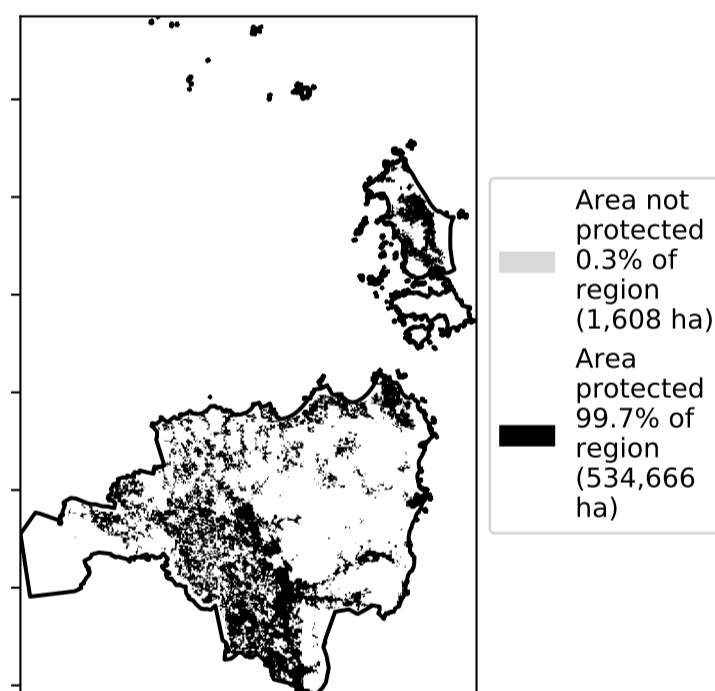 Area not
protected
0.3% of
region
(1,608 ha)
Area
protected
99.7% of
region
(534,666
ha)